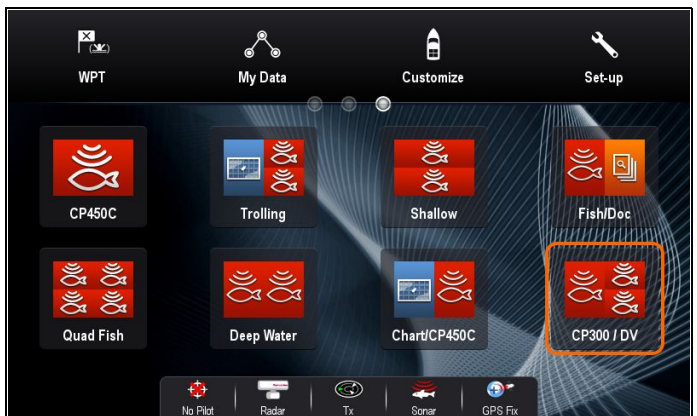 WPT
My Data
Customize
Set-up
CP450C
Trolling
Shallow
Fish/Doc
Quad Fish
Deep Water
Chart/CP450C
CP300 / DV
No Pilot
Radar
Tx
Sonar
GPS Fix